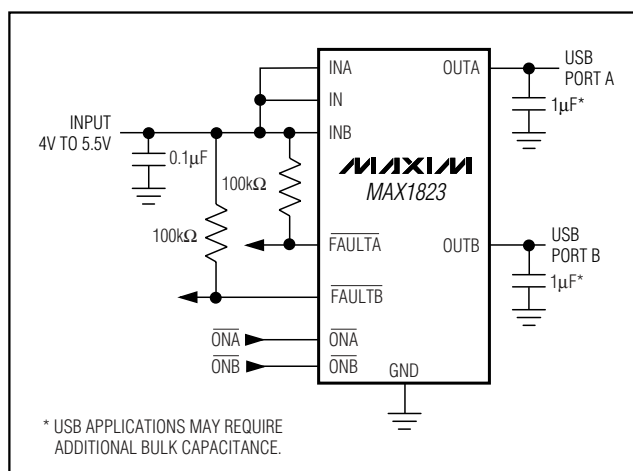 INPUT
4V TO 5.5V
0.1µF
100kΩ
100kΩ
INA
IN
INB
FAULTA
FAULTB
ONA
ONB
ONA
ONB
MAXIM
MAX1823
GND
OUTA
OUTB
USB
PORT A
1µF*
USB
PORT B
1µF*
* USB APPLICATIONS MAY REQUIRE
ADDITIONAL BULK CAPACITANCE.